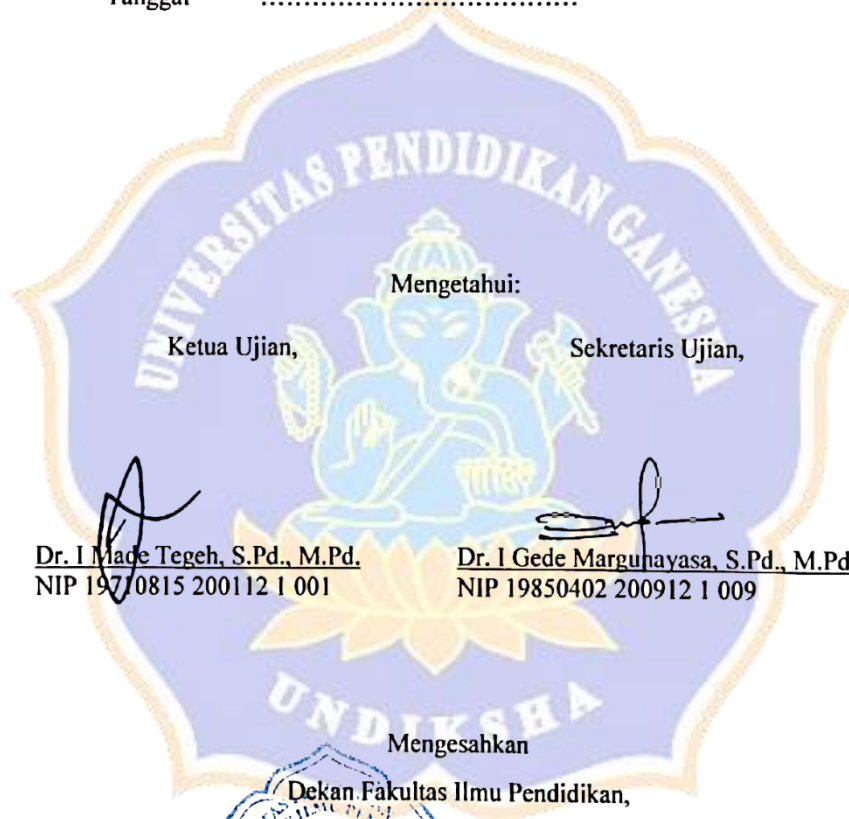 Tanggal ......................................
UNIVERSITAS PENDIDIKAN GANESHA
Mengetahui:
Ketua Ujian,
Sekretaris Ujian,
Dr. I Made Tegeh, S.Pd., M.Pd.
Dr. I Gede Margunayasa, S.Pd., M.Pd
NIP 19710815 200112 1 001
NIP 19850402 200912 1 009
UNDIKSHA
Mengesahkan
Dekan Fakultas Ilmu Pendidikan,